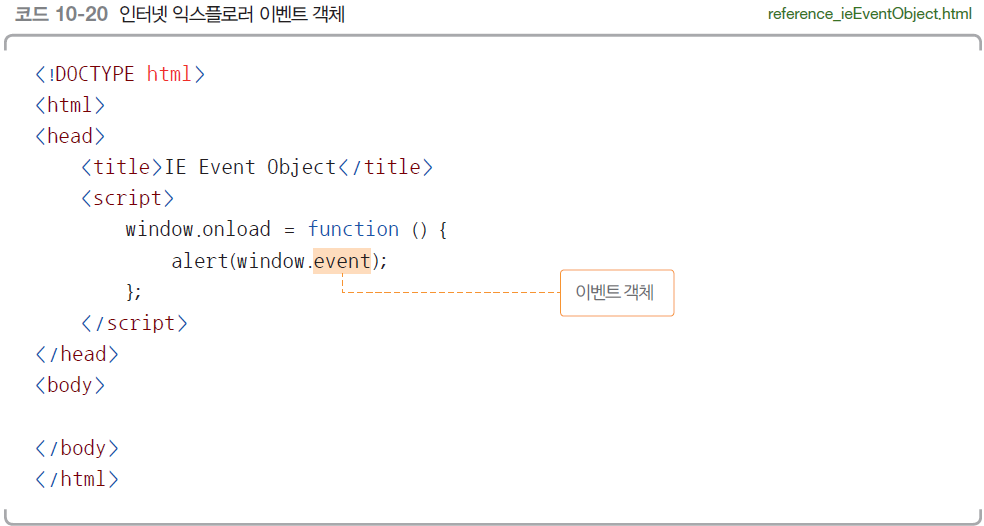 코드 10-20 인터넷 익스플로러 이벤트 객체 reference_ieEventObject.html
<!DOCTYPE html>
<html>
<head>
    <title>IE Event Object</title>
    <script>
        window.onload = function () {
            alert(window.event);
        };
이벤트 객체
    </script>
</head>
<body>
</body>
</html>